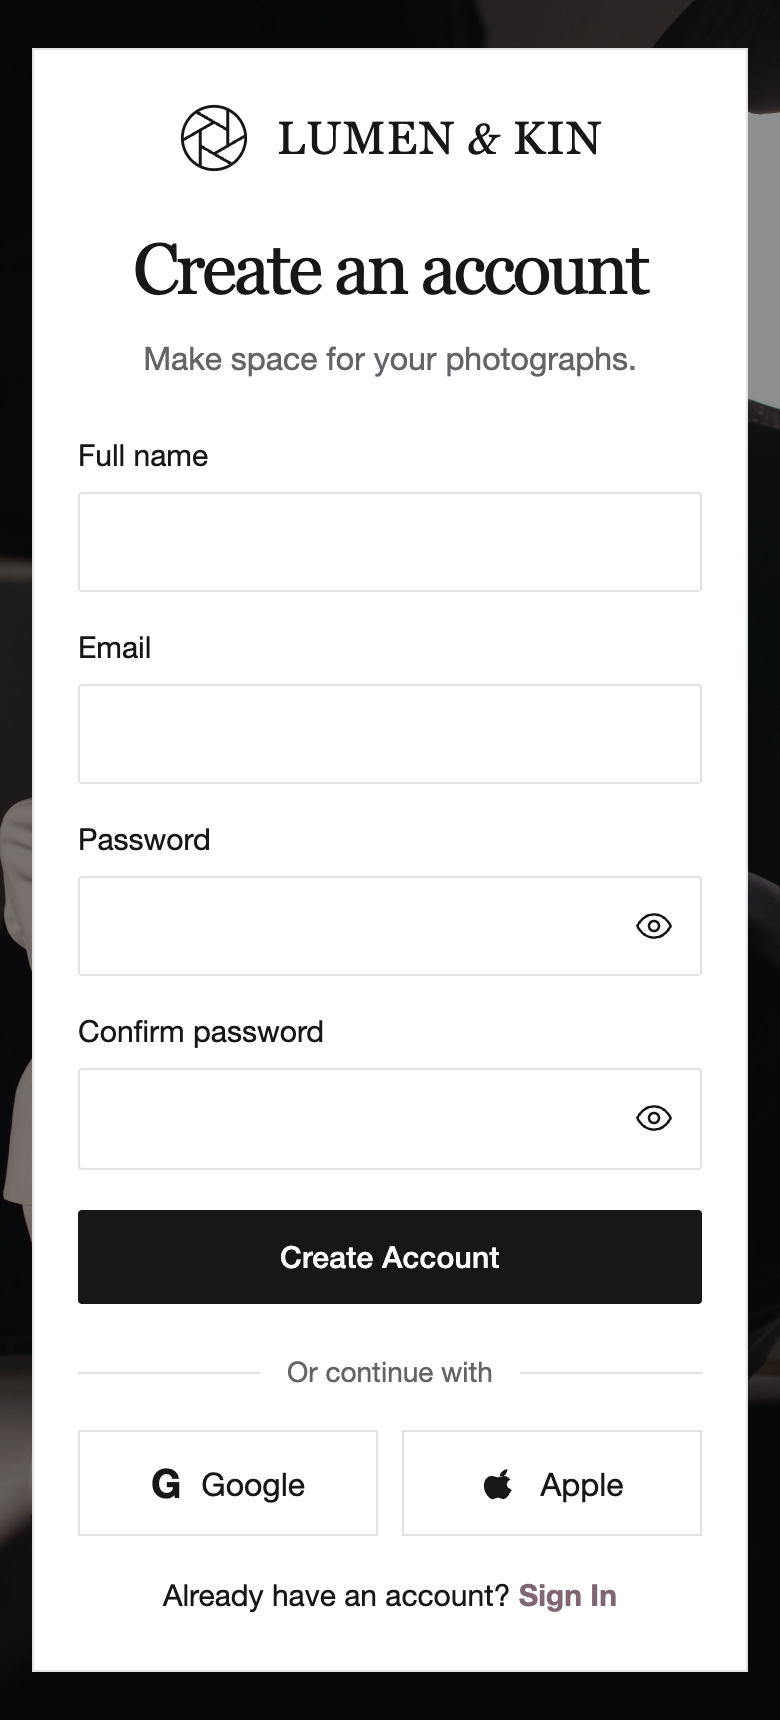 LUMEN & KIN
Create an account
Make space for your photographs.
Full name
Email
Password
Confirm password
Create Account
Or continue with
G Google
Apple
Already have an account? Sign In